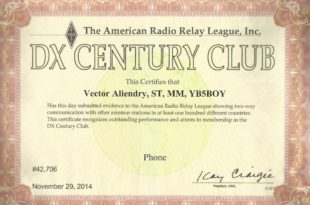 The American Radio Relay League, Inc.
DX CENTURY CLUB
This Certifies that
Vector Aliendry, ST, MM, YB5BOY
Has this day submitted evidence to the American Radio Relay League showing two-way
communication with other amateur stations in at least one hundred different countries.
This certificate recognizes outstanding performance and attests to membership in the
DX Century Club.
Phone
#42,706
Kay Craigie
November 29, 2014
President, ARRL